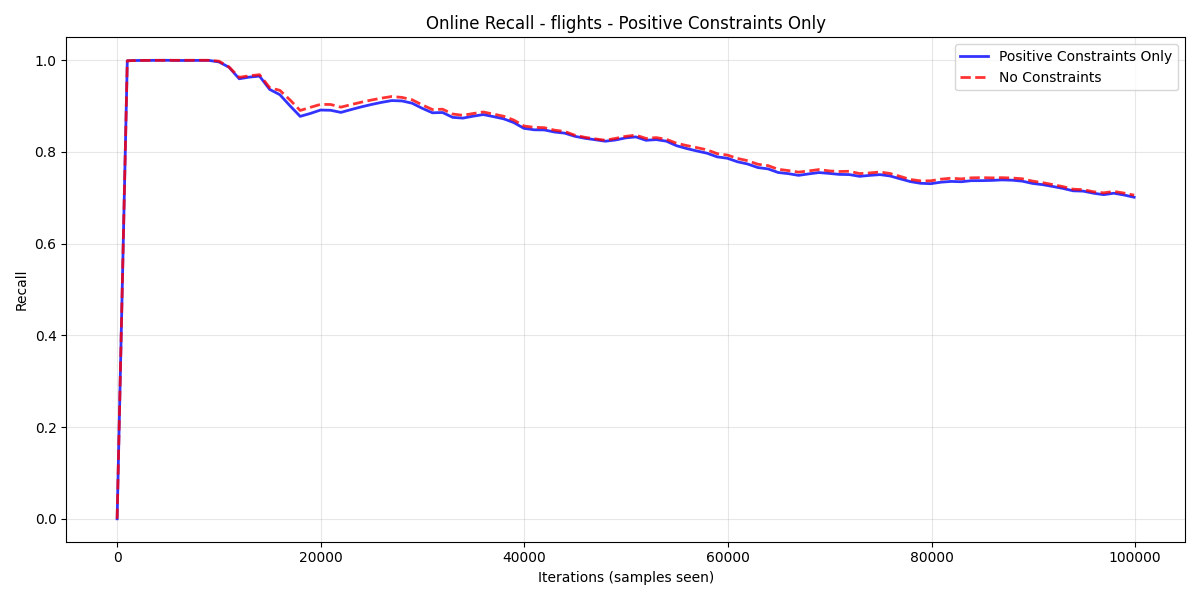 Online Recall - flights - Positive Constraints Only
Positive Constraints Only
No Constraints
Recall
1.0
0.8
0.6
0.4
0.2
0.0
0 20000 40000 60000 80000 100000
Iterations (samples seen)